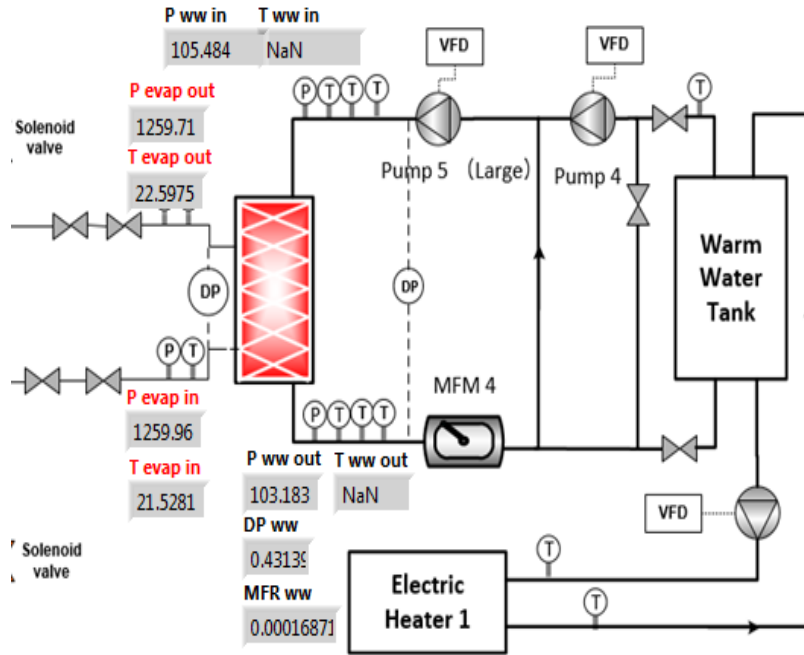 P ww in T ww in
105.484 NaN
VFD
VFD
P evap out
1259.71
P T T T
T
Solenoid
valve
T evap out
22.5975
Pump 5 (Large)
Pump 4
DP
DP
Warm
Water
Tank
P T
MFM 4
P evap in
1259.96
P T T T
P ww out T ww out
103.183 NaN
T evap in
21.5281
DP ww
0.43139
VFD
Solenoid
valve
T
MFR ww
0.00016871
Electric
Heater 1
T